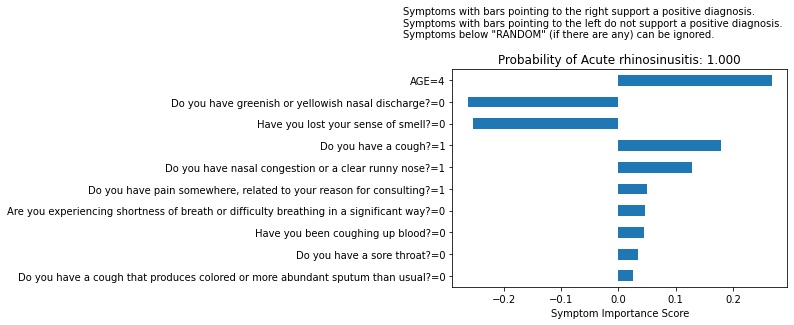 Symptoms with bars pointing to the right support a positive diagnosis.
Symptoms with bars pointing to the left do not support a positive diagnosis.
Symptoms below "RANDOM" (if there are any) can be ignored.
Probability of Acute rhinosinusitis: 1.000
AGE=4
Do you have greenish or yellowish nasal discharge?=0
Have you lost your sense of smell?=0
Do you have a cough?=1
Do you have nasal congestion or a clear runny nose?=1
Do you have pain somewhere, related to your reason for consulting?=1
Are you experiencing shortness of breath or difficulty breathing in a significant way?=0
Have you been coughing up blood?=0
Do you have a sore throat?=0
Do you have a cough that produces colored or more abundant sputum than usual?=0
−0.2 −0.1 0.0 0.1 0.2
Symptom Importance Score